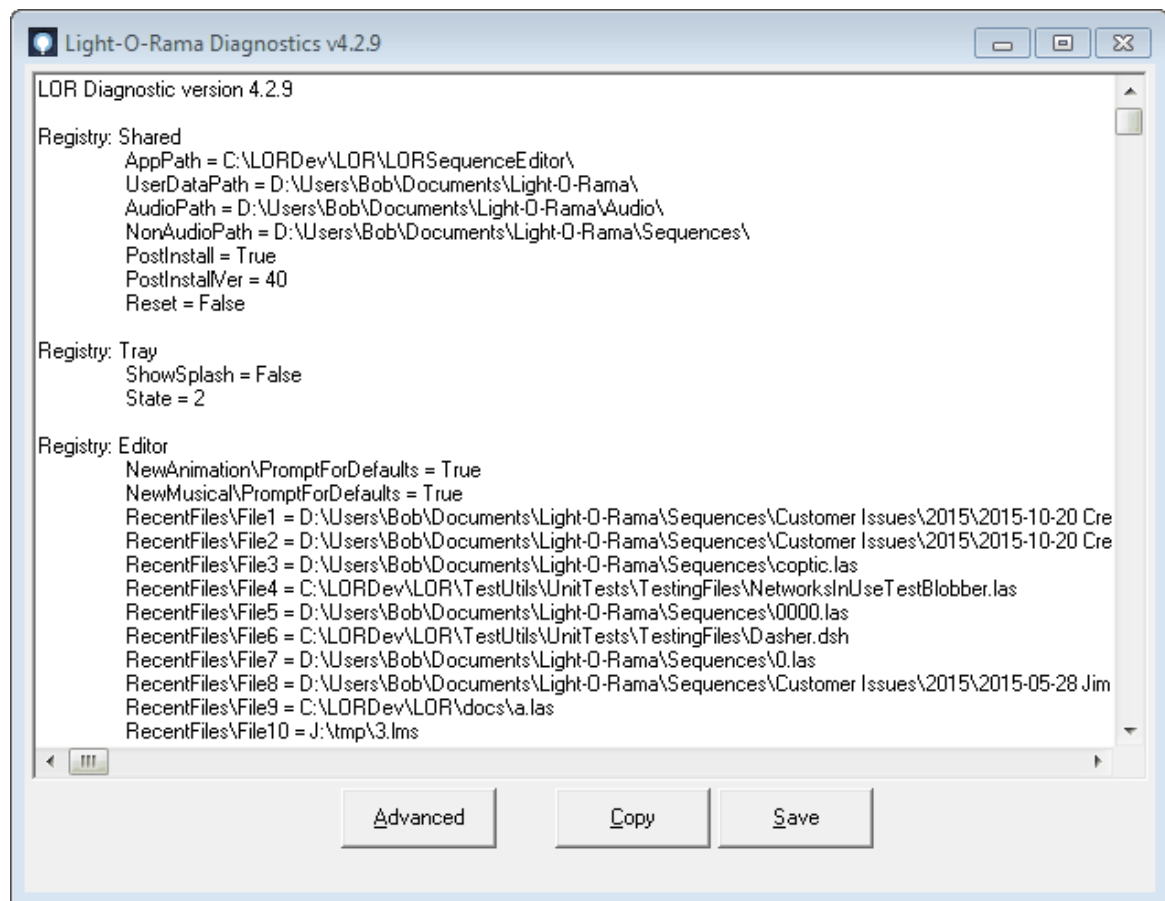 Light-O-Rama Diagnostics v4.2.9
LOR Diagnostic version 4.2.9
Registry: Shared
AppPath = C:\LORDev\LOR\LORSequenceEditor\
UserDataPath = D:\Users\Bob\Documents\Light-O-Rama\
AudioPath = D:\Users\Bob\Documents\Light-O-Rama\Audio\
NonAudioPath = D:\Users\Bob\Documents\Light-O-Rama\Sequences\
PostInstall = True
PostInstallVer = 40
Reset = False
Registry: Tray
ShowSplash = False
State = 2
Registry: Editor
NewAnimation\PromptForDefaults = True
NewMusical\PromptForDefaults = True
RecentFiles\File1 = D:\Users\Bob\Documents\Light-O-Rama\Sequences\Customer Issues\2015\2015-10-20 Cre
RecentFiles\File2 = D:\Users\Bob\Documents\Light-O-Rama\Sequences\Customer Issues\2015\2015-10-20 Cre
RecentFiles\File3 = D:\Users\Bob\Documents\Light-O-Rama\Sequences\coptic.las
RecentFiles\File4 = C:\LORDev\LOR\TestUtils\UnitTests\TestingFiles\NetworksInUseTestBlobber.las
RecentFiles\File5 = D:\Users\Bob\Documents\Light-O-Rama\Sequences\0000.las
RecentFiles\File6 = C:\LORDev\LOR\TestUtils\UnitTests\TestingFiles\Dasher.dsh
RecentFiles\File7 = D:\Users\Bob\Documents\Light-O-Rama\Sequences\0.las
RecentFiles\File8 = D:\Users\Bob\Documents\Light-O-Rama\Sequences\Customer Issues\2015\2015-05-28 Jim
RecentFiles\File9 = C:\LORDev\LOR\docs\a.las
RecentFiles\File10 = J:\tmp\3.lms
Advanced Copy Save